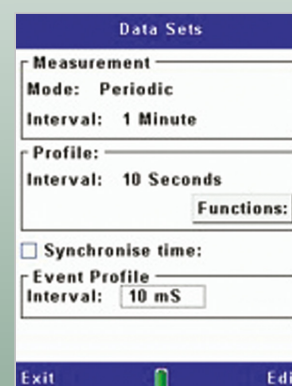 Data Sets
Measurement
Mode: Periodic
Interval: 1 Minute
Profile:
Interval: 10 Seconds
Functions:
Synchronise time:
Event Profile
Interval: 10 mS
Exit Edi